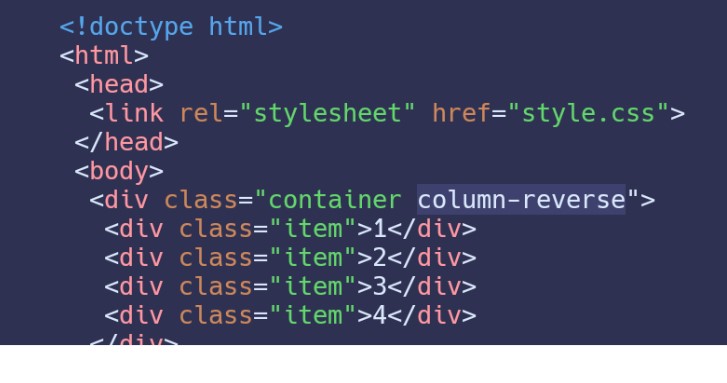 <!doctype html>
<html>
<head>
<link rel="stylesheet" href="style.css">
</head>
<body>
<div class="container column-reverse">
<div class="item">1</div>
<div class="item">2</div>
<div class="item">3</div>
<div class="item">4</div>
</div>